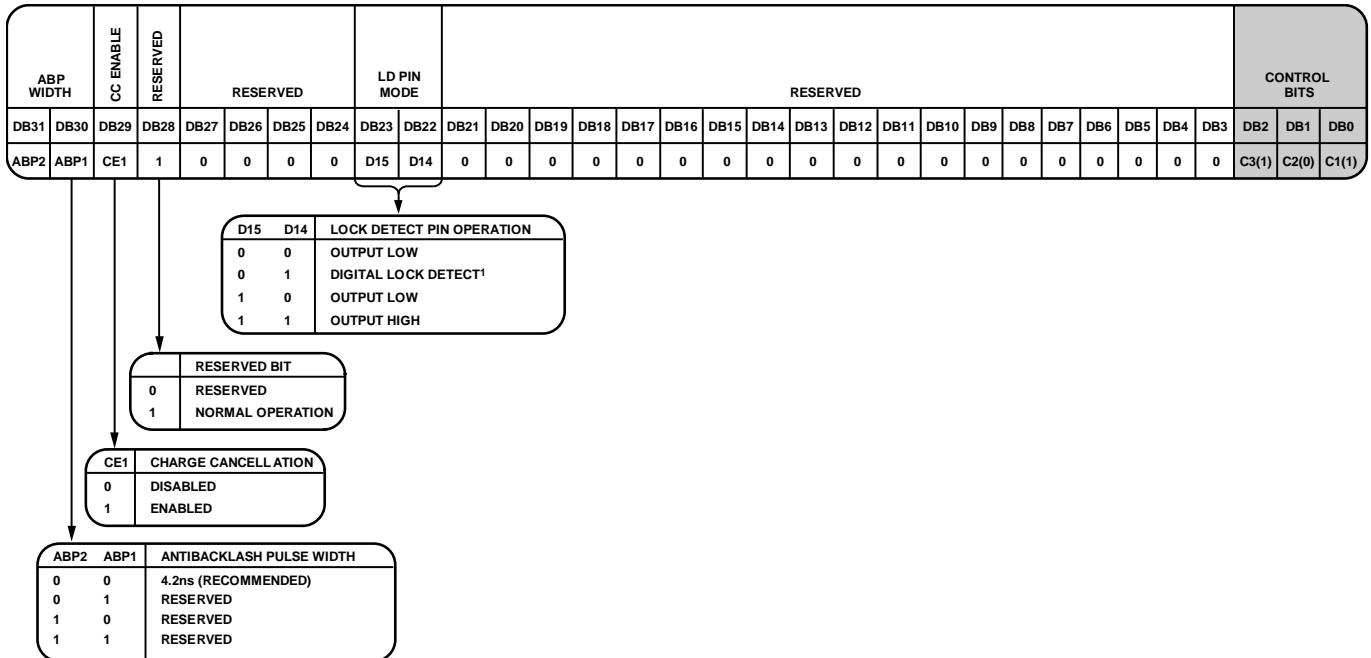 ABP
WIDTH
CC ENABLE
RESERVED
RESERVED
LD PIN
MODE
RESERVED
CONTROL
BITS
DB31 DB30 DB29 DB28 DB27 DB26 DB25 DB24 DB23 DB22 DB21 DB20 DB19 DB18 DB17 DB16 DB15 DB14 DB13 DB12 DB11 DB10 DB9 DB8 DB7 DB6 DB5 DB4 DB3 DB2 DB1 DB0
ABP2 ABP1 CE1 1 0 0 0 0 D15 D14 0 0 0 0 0 0 0 0 0 0 0 0 0 0 0 0 0 0 0 C3(1) C2(0) C1(1)
D15 D14 LOCK DETECT PIN OPERATION
0 0 OUTPUT LOW
0 1 DIGITAL LOCK DETECT1
1 0 OUTPUT LOW
1 1 OUTPUT HIGH
RESERVED BIT
0 RESERVED
1 NORMAL OPERATION
CE1 CHARGE CANCELLATION
0 DISABLED
1 ENABLED
ABP2 ABP1 ANTIBACKLASH PULSE WIDTH
0 0 4.2ns (RECOMMENDED)
0 1 RESERVED
1 0 RESERVED
1 1 RESERVED